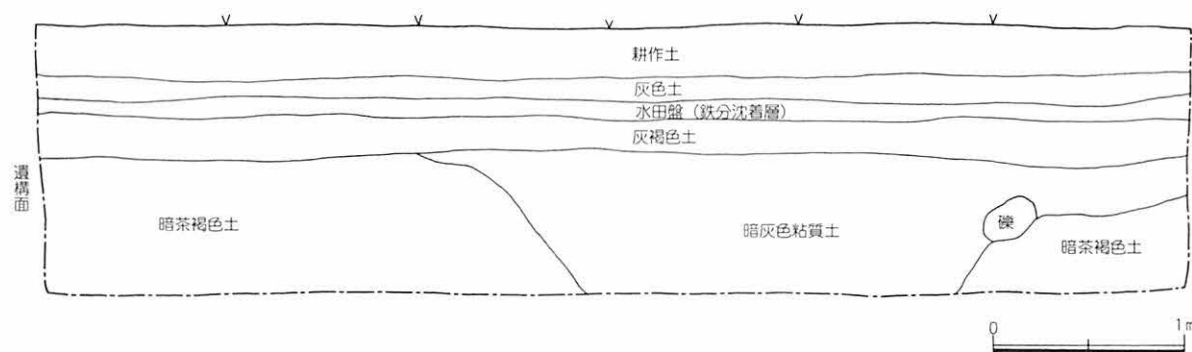 耕作土
灰色土
水田盤（鉄分沈着層）
灰褐色土
遺構面
暗茶褐色土
暗灰色粘質土
礫
暗茶褐色土
0 1m